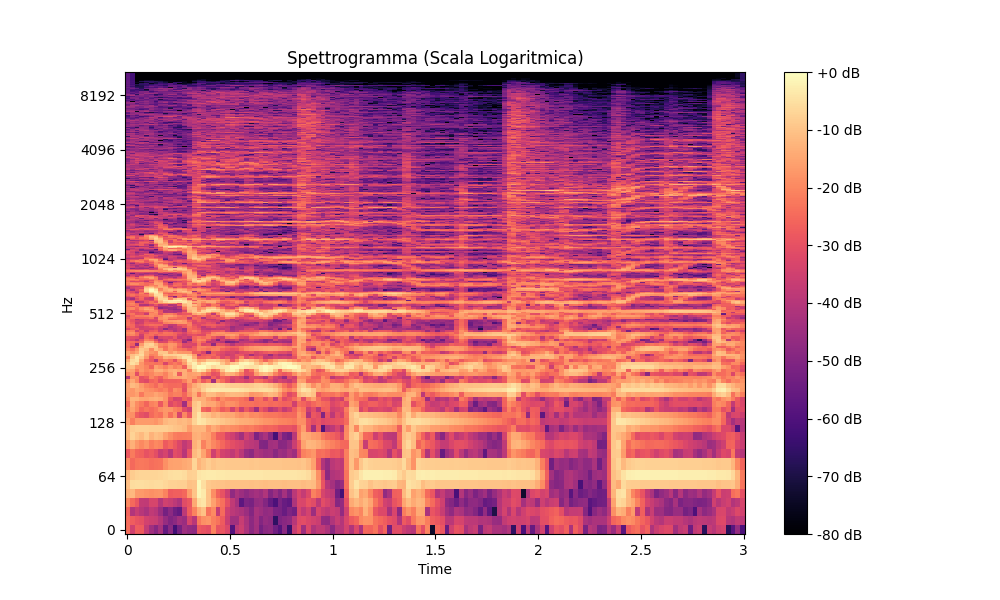 Spettrogramma (Scala Logaritmica)
Hz
8192
4096
2048
1024
512
256
128
64
0
0
0.5
1
1.5
2
2.5
3
Time
+0 dB
-10 dB
-20 dB
-30 dB
-40 dB
-50 dB
-60 dB
-70 dB
-80 dB